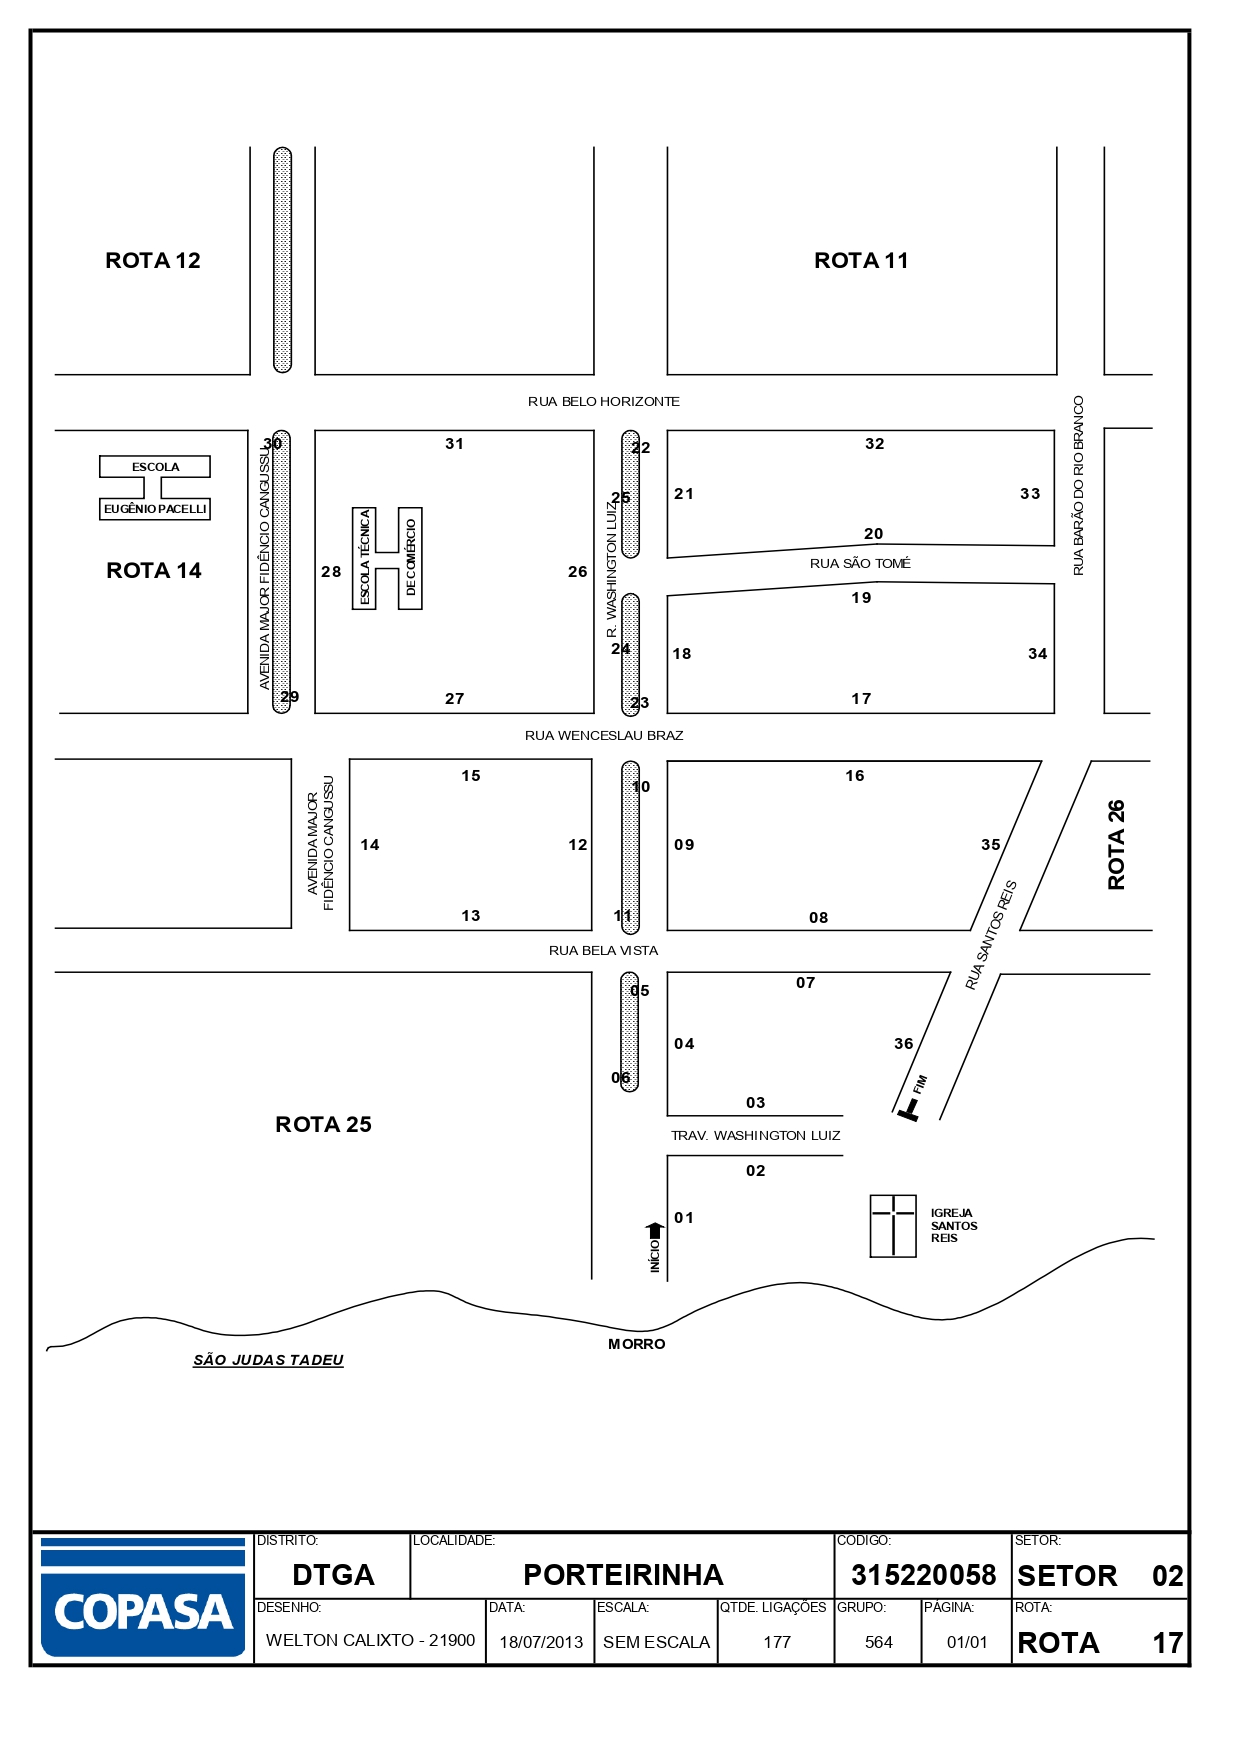 ROTA 12
ROTA 11
RUA BELO HORIZONTE
RUA BARÃO DO RIO BRANCO
30
31
22
32
ESCOLA
EUGÊNIO PACELLI
AVENIDA MAJOR FIDÊNCIO CANGUSSU
25
21
33
ESCOLA TÉCNICA
DE COMÉRCIO
R. WASHINGTON LUIZ
20
RUA SÃO TOMÉ
ROTA 14
28
26
19
24
18
34
29
27
23
17
RUA WENCESLAU BRAZ
15
10
16
AVENIDA MAJOR
FIDÊNCIO CANGUSSU
14
12
09
35
ROTA 26
13
11
08
RUA SANTOS REIS
RUA BELA VISTA
05
07
04
36
06
FIM
03
ROTA 25
TRAV. WASHINGTON LUIZ
02
01
INÍCIO
IGREJA
SANTOS
REIS
MORRO
SÃO JUDAS TADEU
COPASA
DISTRITO:
DTGA
LOCALIDADE:
PORTEIRINHA
CODIGO:
315220058
SETOR:
SETOR 02
DESENHO:
WELTON CALIXTO - 21900
DATA:
18/07/2013
ESCALA:
SEM ESCALA
QTDE. LIGAÇÕES
177
GRUPO:
564
PÁGINA:
01/01
ROTA:
ROTA 17